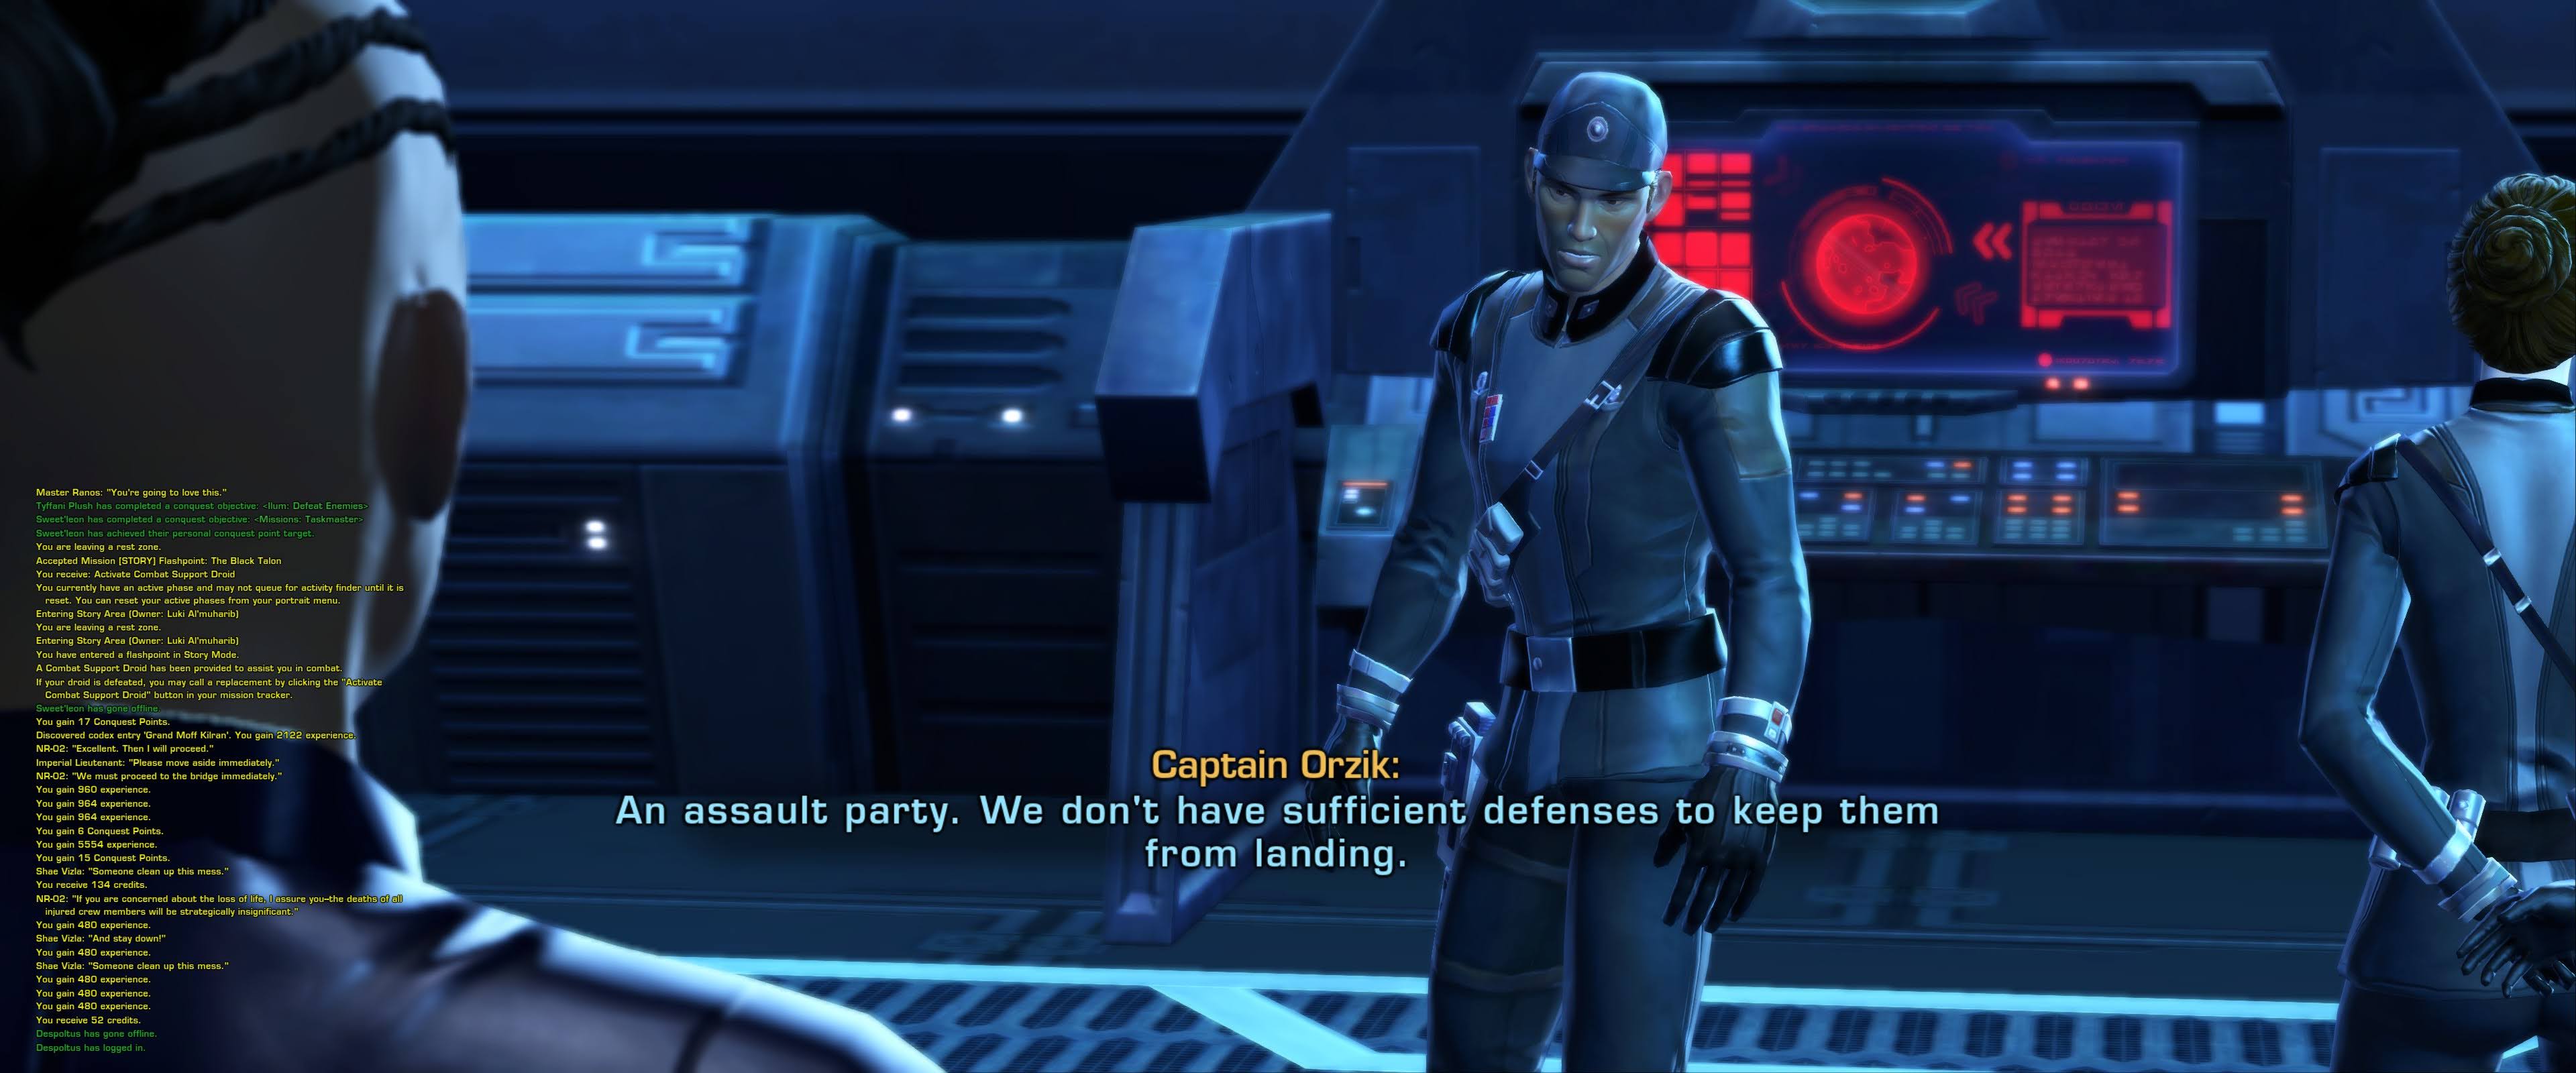 Master Ranos: "You're going to love this."
Tyffani Plush has completed a conquest objective: <Ilum: Defeat Enemies>
Sweet'leon has completed a conquest objective: <Missions: Taskmaster>
Sweet'leon has achieved their personal conquest point target.
You are leaving a rest zone.
Accepted Mission [STORY] Flashpoint: The Black Talon
You receive: Activate Combat Support Droid
You currently have an active phase and may not queue for activity finder until it is
reset. You can reset your active phases from your portrait menu.
Entering Story Area (Owner: Luki Al'muharib)
You are leaving a rest zone.
Entering Story Area (Owner: Luki Al'muharib)
You have entered a flashpoint in Story Mode.
A Combat Support Droid has been provided to assist you in combat.
If your droid is defeated, you may call a replacement by clicking the "Activate
Combat Support Droid" button in your mission tracker.
Sweet'leon has gone offline.
You gain 17 Conquest Points.
Discovered codex entry 'Grand Moff Kilran'. You gain 2122 experience.
NR-02: "Excellent. Then I will proceed."
Imperial Lieutenant: "Please move aside immediately."
NR-02: "We must proceed to the bridge immediately."
You gain 960 experience.
You gain 964 experience.
You gain 964 experience.
You gain 6 Conquest Points.
You gain 5554 experience.
You gain 15 Conquest Points.
Shae Vizla: "Someone clean up this mess."
You receive 134 credits.
NR-02: "If you are concerned about the loss of life, I assure you—the deaths of all
injured crew members will be strategically insignificant."
You gain 480 experience.
Shae Vizla: "And stay down!"
You gain 480 experience.
Shae Vizla: "Someone clean up this mess."
You gain 480 experience.
You gain 480 experience.
You gain 480 experience.
You receive 52 credits.
Despoltus has gone offline.
Despoltus has logged in.
Captain Orzik:
An assault party. We don't have sufficient defenses to keep them
from landing.